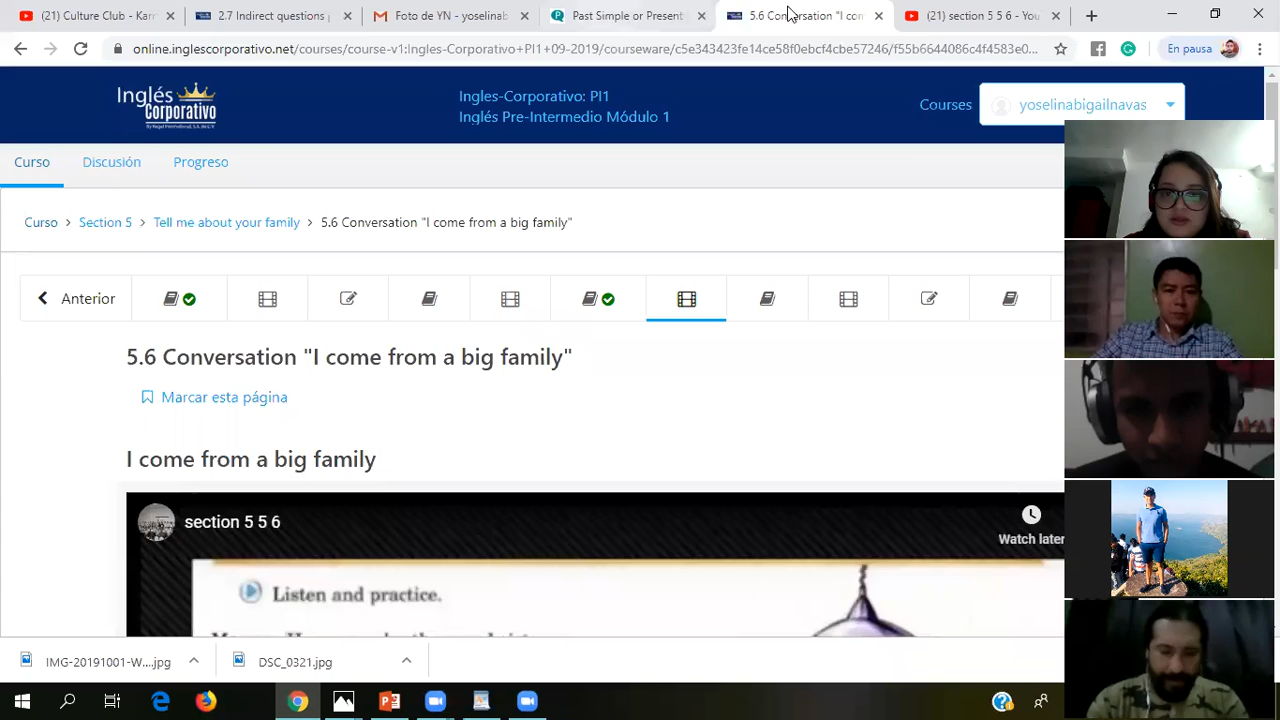 (21) Culture Club - Karm
2.7 Indirect questions
Foto de YN - yoselinab
Past Simple or Present
5.6 Conversation "I com
(21) section 5 5 6 - You
online.inglescorporativo.net/courses/course-v1:Ingles-Corporativo+PI1+09-2019/courseware/c5e343423fe14ce58f0ebcf4cbe57246/f55b6644086c4f4583e0...
En pausa
Inglés
Corporativo
Ingles-Corporativo: PI1
Inglés Pre-Intermedio Módulo 1
Courses
yoselinabigailnavas
Curso
Discusión
Progreso
Curso > Section 5 > Tell me about your family > 5.6 Conversation "I come from a big family"
Anterior
5.6 Conversation "I come from a big family"
Marcar esta página
I come from a big family
section 5 5 6
Watch later
Listen and practice.
IMG-20191001-W....jpg
DSC_0321.jpg